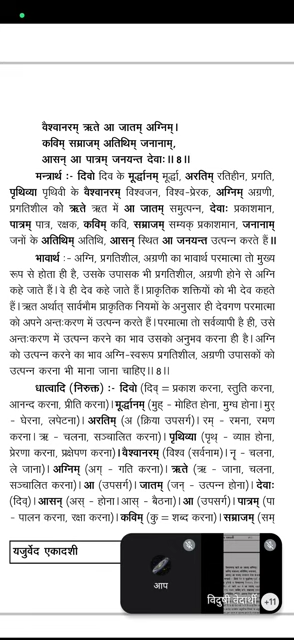 वैश्वानरम् ऋते आ जातम् अग्निम्।
कविम् सम्राजम् अतिथिम् जनानाम्,
आसन् आ पात्रम् जनयन्त देवाः।। 8।।
मन्त्रार्थ :- दिवो दिव के मूर्द्धानम् मूर्द्धा, अरतिम् रतिहीन, प्रगति,
पृथिव्या पृथिवी के वैश्वानरम् विश्वजन, विश्व-प्रेरक, अग्निम् अग्रणी,
प्रगतिशील को ऋते ऋत में आ जातम् समुत्पन्न, देवाः प्रकाशमान,
पात्रम् पात्र, रक्षक, कविम् कवि, सम्राजम् सम्यक् प्रकाशमान, जनानाम्
जनों के अतिथिम् अतिथि, आसन् स्थित आ जनयन्त उत्पन्न करते हैं।।
भावार्थ :- अग्नि, प्रगतिशील, अग्रणी का भावार्थ परमात्मा तो मुख्य
रूप से होता ही है, उसके उपासक भी प्रगतिशील, अग्रणी होने से अग्नि
कहे जाते हैं। वे ही देव कहे जाते हैं। प्राकृतिक शक्तियों को भी देव कहते
हैं। ऋत अर्थात् सार्वभौम प्राकृतिक नियमों के अनुसार ही देवगण परमात्मा
को अपने अन्तःकरण में उत्पन्न करते हैं। परमात्मा तो सर्वव्यापी है ही, उसे
अन्तःकरण में उत्पन्न करने का भाव उसको अनुभव करना ही है। अग्नि
को उत्पन्न करने का भाव अग्नि-स्वरूप प्रगतिशील, अग्रणी उपासकों को
उत्पन्न करना भी माना जाना चाहिए।। 8।।
धात्वादि (निरुक्त) :- दिवो (दिव् = प्रकाश करना, स्तुति करना,
आनन्द करना, प्रीति करना)। मूर्द्धानम् (मुह् - मोहित होना, मुग्ध होना। मुर्
- घेरना, लपेटना)। अरतिम् (अ (क्रिया उपसर्ग)। रम् - रमना, रमण
करना। ऋ - चलना, सञ्चालित करना)। पृथिव्या (पृथ् - व्याप्त होना,
प्रेरणा करना, प्रक्षेपण करना)। वैश्वानरम् (विश्व (सर्वनाम)। नृ - चलना,
ले जाना)। अग्निम् (अग् - गति करना)। ऋते (ऋ - जाना, चलना,
सञ्चालित करना)। आ (उपसर्ग)। जातम् (जन् - उत्पन्न होना)। देवाः
(दिव)। आसन् (अस् - होना। आस् - बैठना)। आ (उपसर्ग)। पात्रम् (पा
- पालन करना, रक्षा करना)। कविम् (कु = शब्द करना)। सम्राजम् (सम्
यजुर्वेद एकादशी
आप
विदुषी वेदार्थी
+11